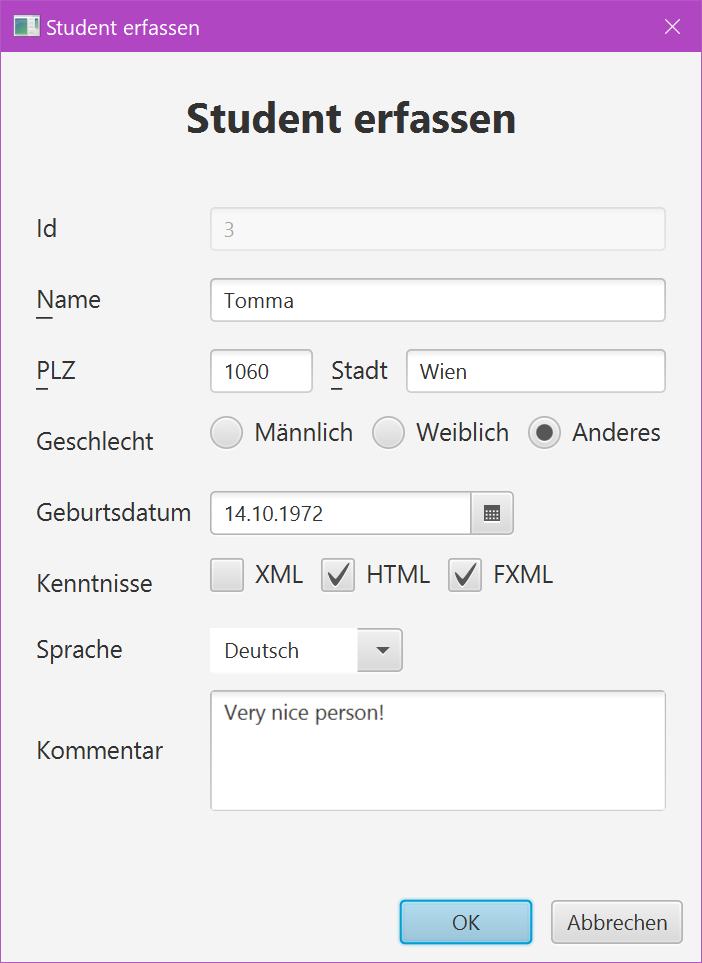 Student erfassen
Student erfassen
Id 3
Name Tomma
PLZ 1060 Stadt Wien
Geschlecht Männlich Weiblich Anderes
Geburtsdatum 14.10.1972
Kenntnisse XML HTML FXML
Sprache Deutsch
Kommentar Very nice person!
OK Abbrechen